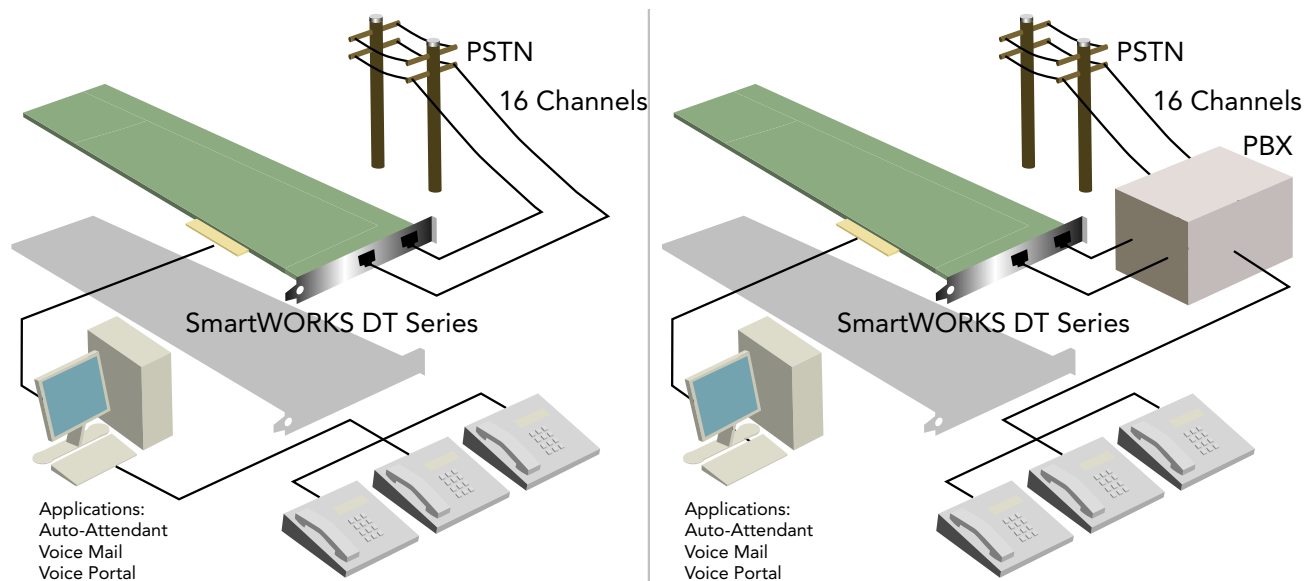 PSTN
16 Channels
SmartWORKS DT Series
Applications:
Auto-Attendant
Voice Mail
Voice Portal
PSTN
16 Channels
PBX
SmartWORKS DT Series
Applications:
Auto-Attendant
Voice Mail
Voice Portal